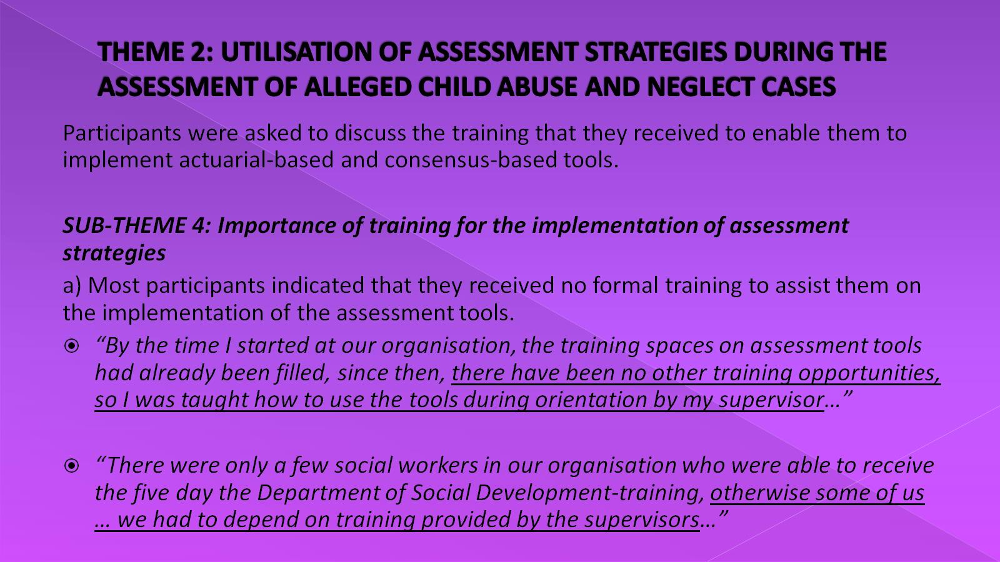 THEME 2: UTILISATION OF ASSESSMENT STRATEGIES DURING THE
ASSESSMENT OF ALLEGED CHILD ABUSE AND NEGLECT CASES
Participants were asked to discuss the training that they received to enable them to
implement actuarial-based and consensus-based tools.
SUB-THEME 4: Importance of training for the implementation of assessment
strategies
a) Most participants indicated that they received no formal training to assist them on
the implementation of the assessment tools.
“By the time I started at our organisation, the training spaces on assessment tools
had already been filled, since then, there have been no other training opportunities,
so I was taught how to use the tools during orientation by my supervisor…”
“There were only a few social workers in our organisation who were able to receive
the five day the Department of Social Development-training, otherwise some of us
… we had to depend on training provided by the supervisors…”